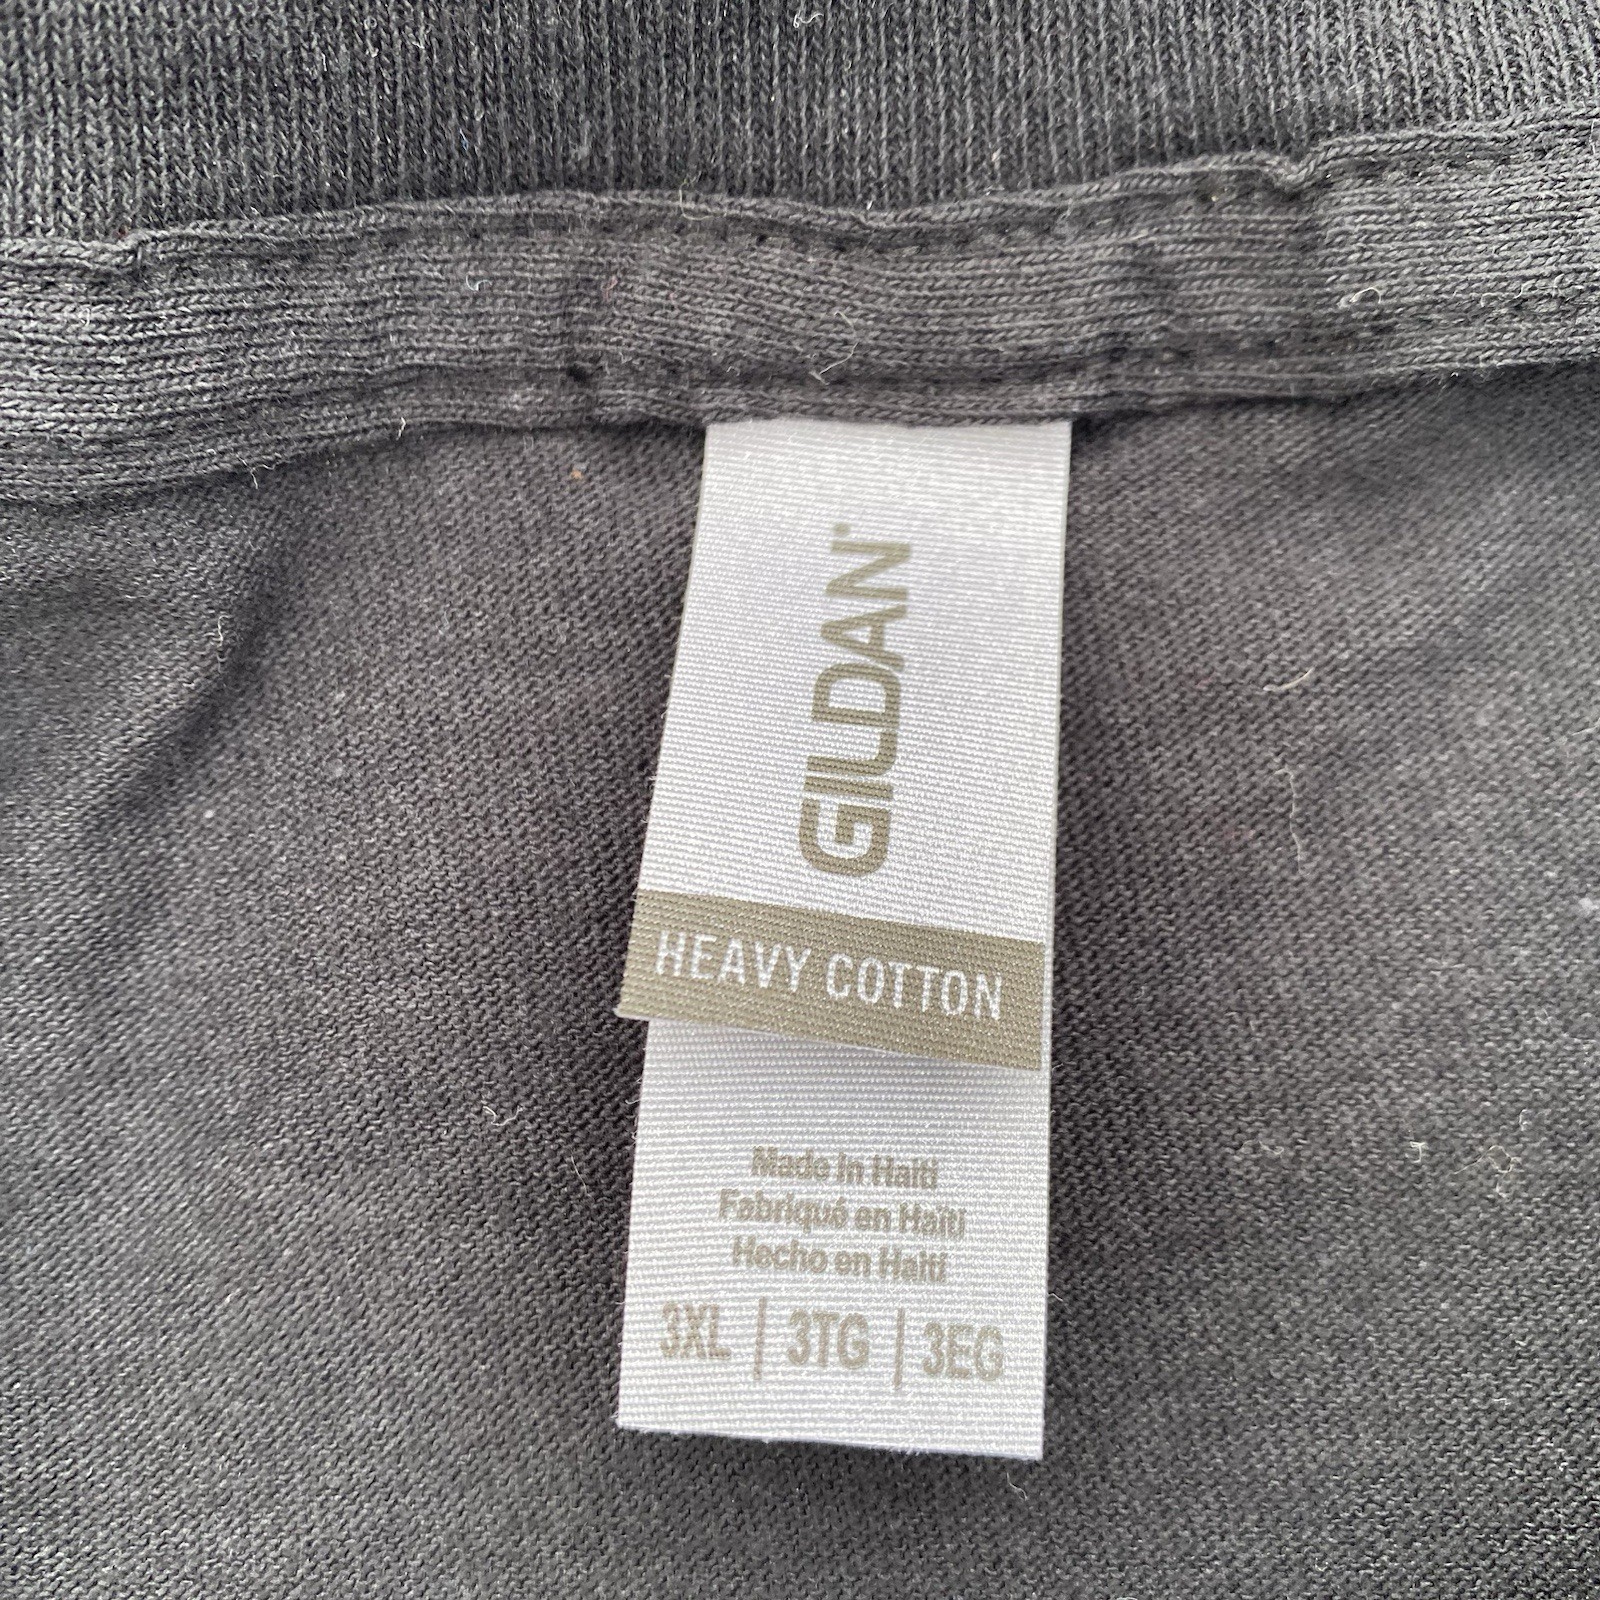 GILDAN
HEAVY COTTON
Made in Haiti
Fabriqué en Haïti
Hecho en Haití
3XL | 3TG | 3EG